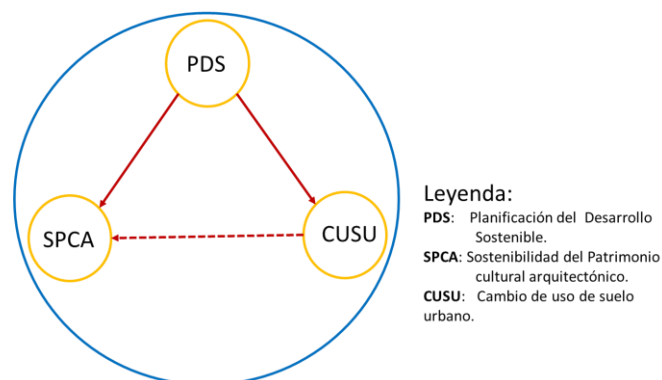 PDS
SPCA
CUSU
Leyenda:
PDS: Planificación del Desarrollo
Sostenible.
SPCA: Sostenibilidad del Patrimonio
cultural arquitectónico.
CUSU: Cambio de uso de suelo
urbano.